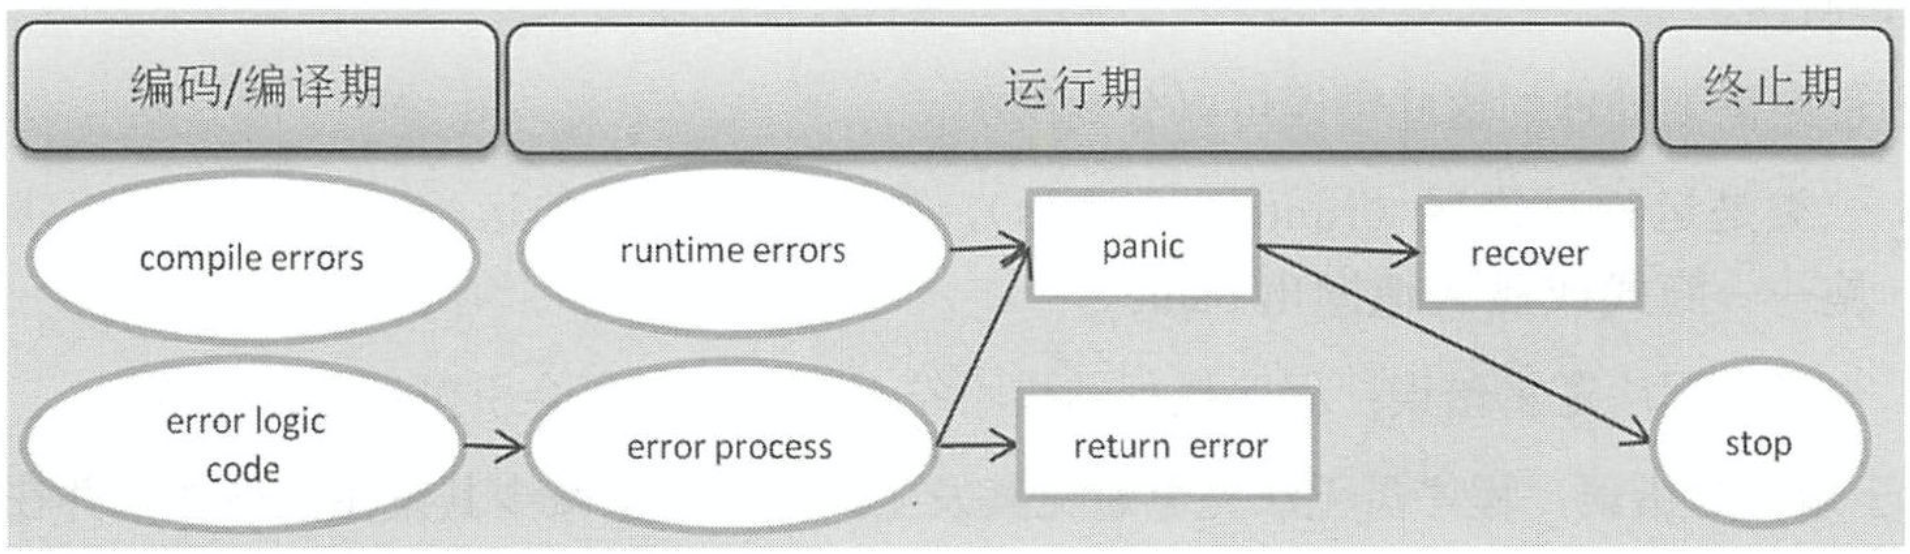 编码/编译期
运行期
终止期
compile errors
runtime errors
panic
recover
error logic
code
error process
return error
stop